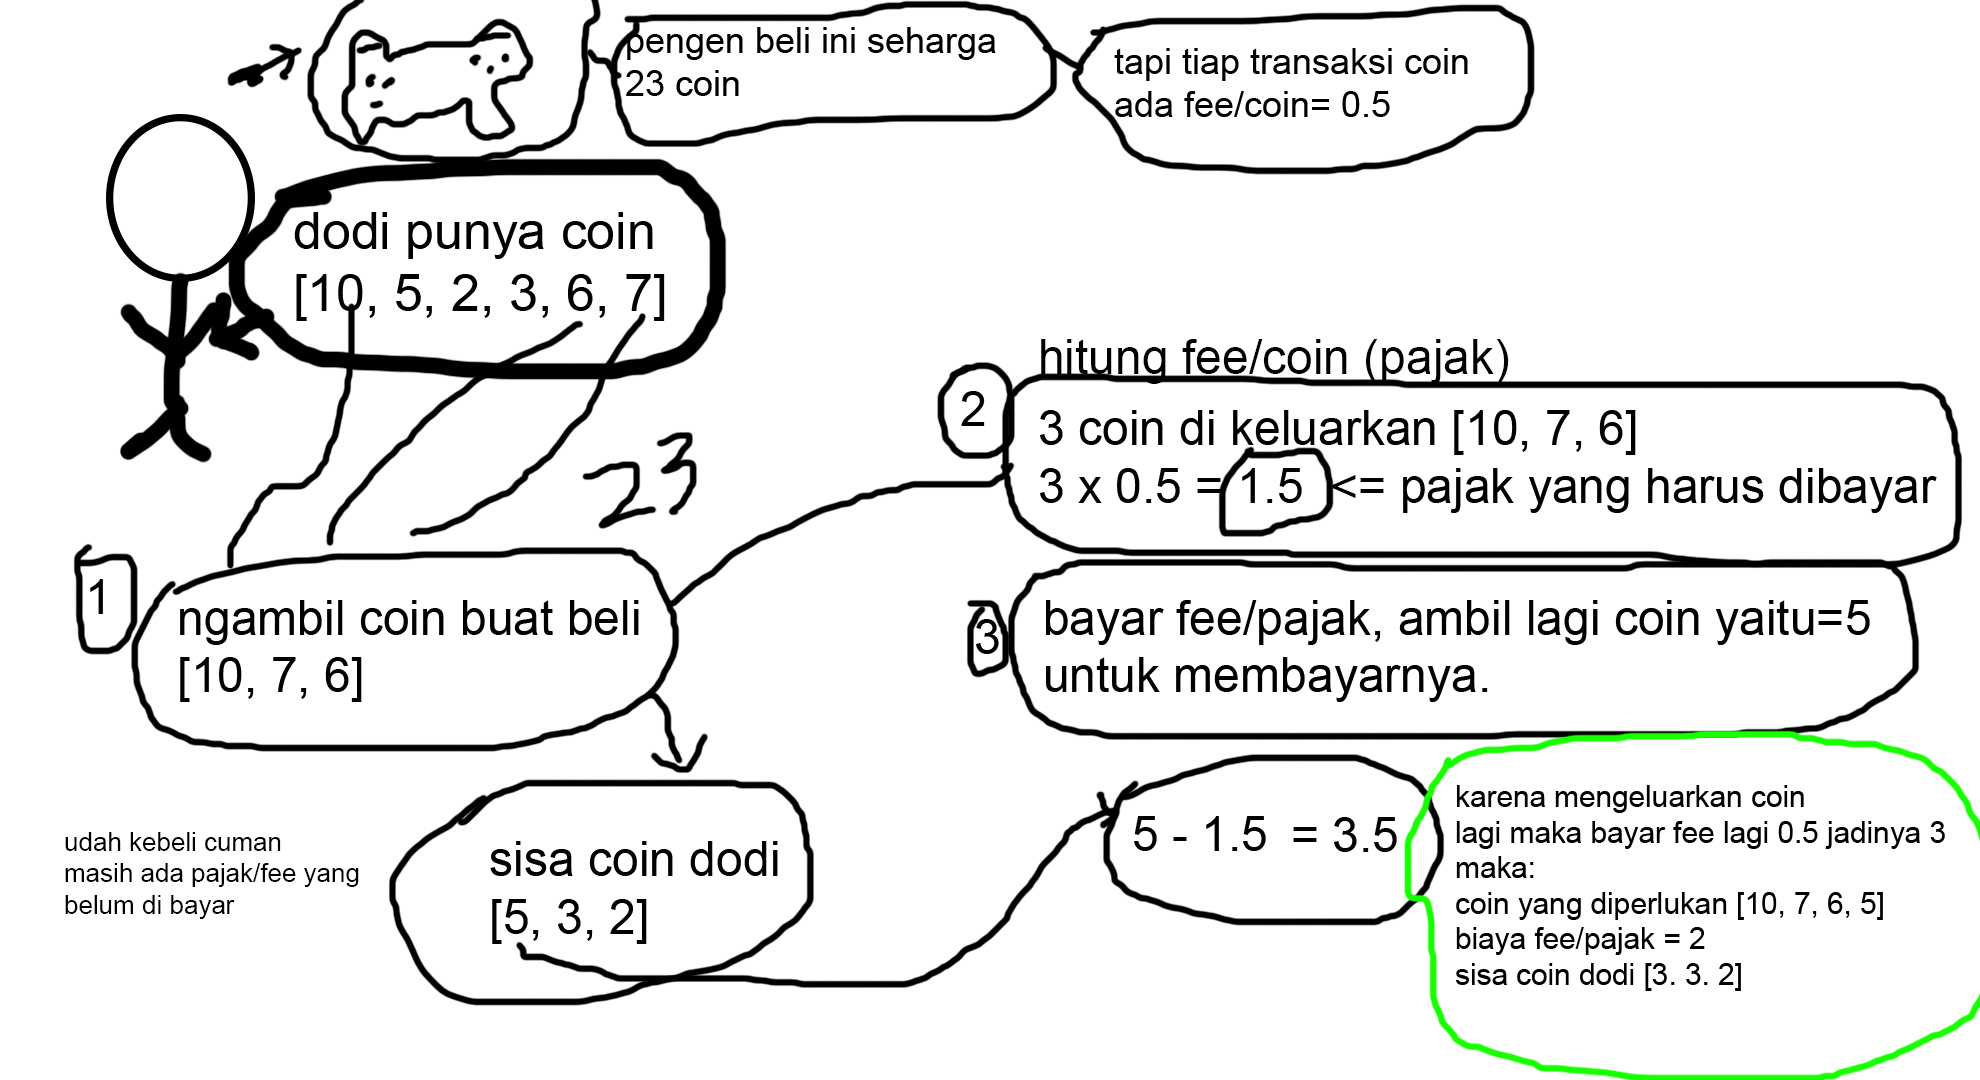 pengen beli ini seharga
23 coin
tapi tiap transaksi coin
ada fee/coin= 0.5
dodi punya coin
[10, 5, 2, 3, 6, 7]
23
1
ngambil coin buat beli
[10, 7, 6]
hitung fee/coin (pajak)
2
3 coin di keluarkan [10, 7, 6]
3 x 0.5 = 1.5 <= pajak yang harus dibayar
3
bayar fee/pajak, ambil lagi coin yaitu=5
untuk membayarnya.
udah kebeli cuman
masih ada pajak/fee yang
belum di bayar
sisa coin dodi
[5, 3, 2]
5 - 1.5 = 3.5
karena mengeluarkan coin
lagi maka bayar fee lagi 0.5 jadinya 3
maka:
coin yang diperlukan [10, 7, 6, 5]
biaya fee/pajak = 2
sisa coin dodi [3. 3. 2]